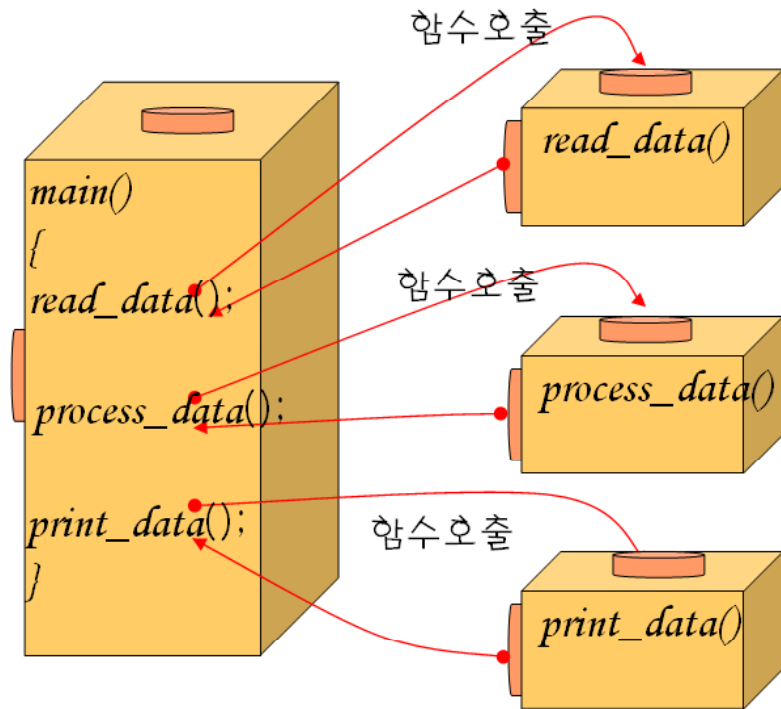 함수호출
read_data()
main()
{
read_data();
함수호출
process_data()
process_data();
print_data();
함수호출
}
print_data()